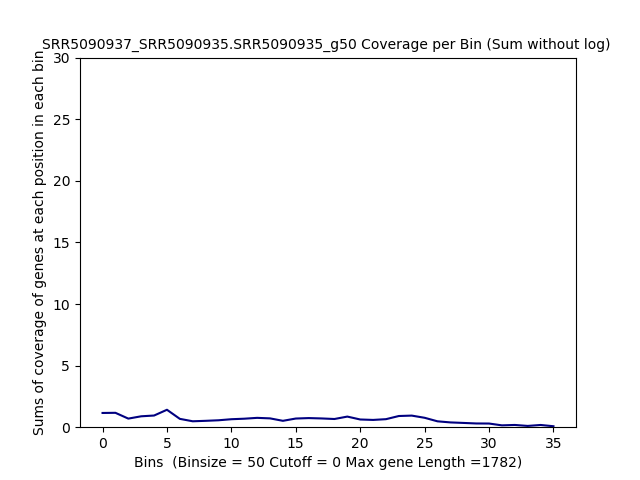 SRR5090937_SRR5090935.SRR5090935_g50 Coverage per Bin (Sum without log)
Sums of coverage of genes at each position in each bin
30
25
20
15
10
5
0
0 5 10 15 20 25 30 35
Bins  (Binsize = 50 Cutoff = 0 Max gene Length =1782)